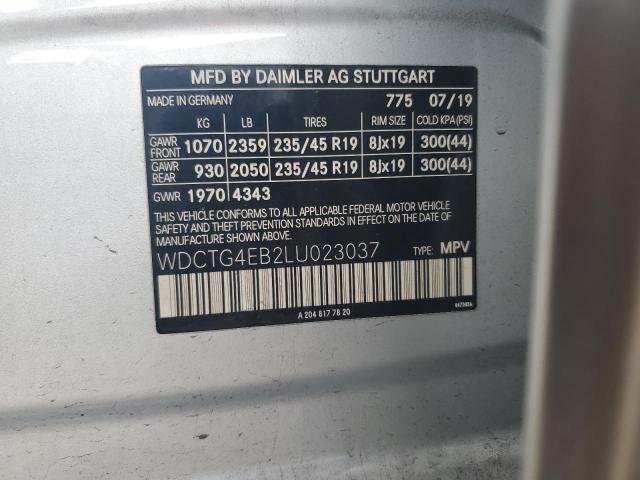 MFD BY DAIMLER AG STUTTGART
MADE IN GERMANY 775 07/19
KG LB TIRES RIM SIZE COLD KPA(PSI)
GAWR FRONT 1070 2359 235/45 R19 8Jx19 300(44)
GAWR REAR 930 2050 235/45 R19 8Jx19 300(44)
GVWR 1970 4343
THIS VEHICLE CONFORMS TO ALL APPLICABLE FEDERAL MOTOR VEHICLE
SAFETY AND THEFT PREVENTION STANDARDS IN EFFECT ON THE DATE
OF MANUFACTURE SHOWN ABOVE.
WDCTG4EB2LU023037 TYPE: MPV
A 204 817 78 20